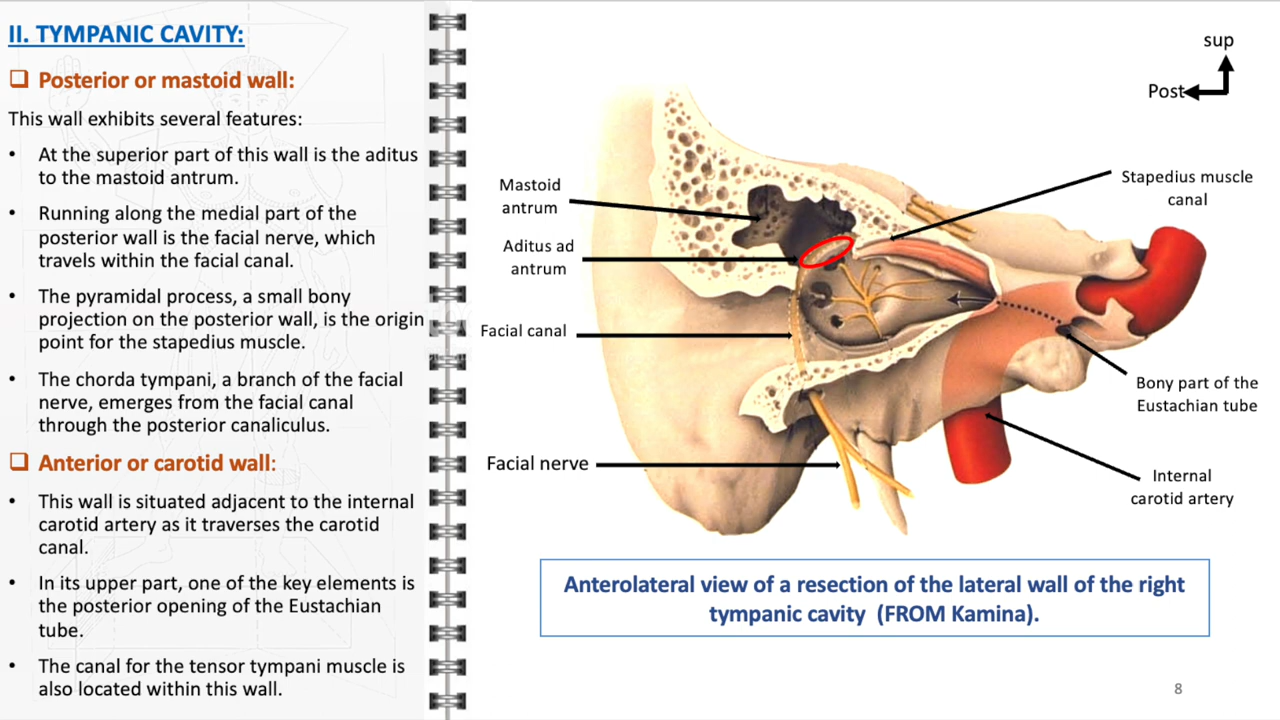 II. TYMPANIC CAVITY:
❑ Posterior or mastoid wall:
This wall exhibits several features:
• At the superior part of this wall is the aditus
to the mastoid antrum.
• Running along the medial part of the
posterior wall is the facial nerve, which
travels within the facial canal.
• The pyramidal process, a small bony
projection on the posterior wall, is the origin
point for the stapedius muscle.
• The chorda tympani, a branch of the facial
nerve, emerges from the facial canal
through the posterior canaliculus.
❑ Anterior or carotid wall:
• This wall is situated adjacent to the internal
carotid artery as it traverses the carotid
canal.
• In its upper part, one of the key elements is
the posterior opening of the Eustachian
tube.
• The canal for the tensor tympani muscle is
also located within this wall.
sup
Post
Mastoid
antrum
Stapedius muscle
canal
Aditus ad
antrum
Facial canal
Bony part of the
Eustachian tube
Facial nerve
Internal
carotid artery
Anterolateral view of a resection of the lateral wall of the right
tympanic cavity (FROM Kamina).
8